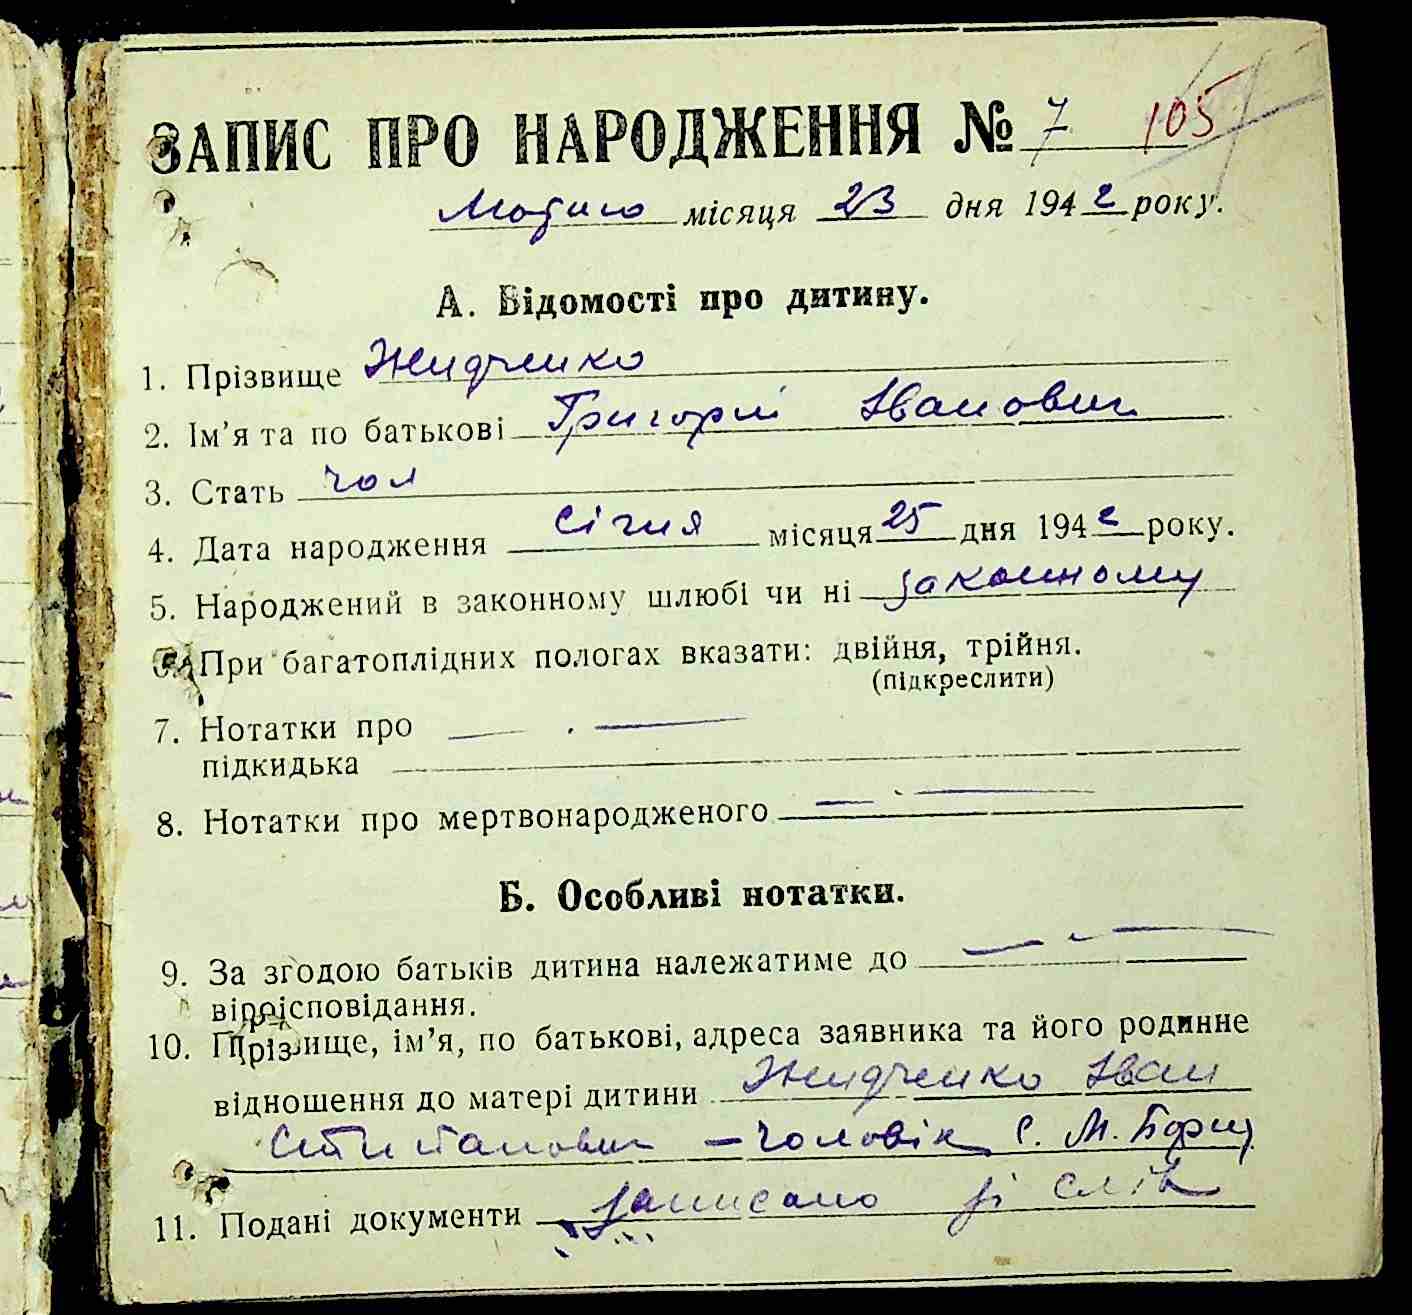 ЗАПИС ПРО НАРОДЖЕННЯ № 7 105
Лютого місяця 23 дня 1942 року.
А. Відомості про дитину.
1. Прізвище Жидченко
2. Ім’я та по батькові Григорій Іванович
3. Стать чол
4. Дата народження Січня місяця 25 дня 1942 року.
5. Народжений в законному шлюбі чи ні законному
При багатоплідних пологах вказати: двійня, трійня.
(підкреслити)
7. Нотатки про
підкидька
8. Нотатки про мертвонародженого
Б. Особливі нотатки.
9. За згодою батьків дитина належатиме до
віроісповідання.
10. Прізвище, ім’я, по батькові, адреса заявника та його родинне
відношення до матері дитини Жидченко Іван
Степанович – чоловік С. М.
11. Подані документи записано зі слів